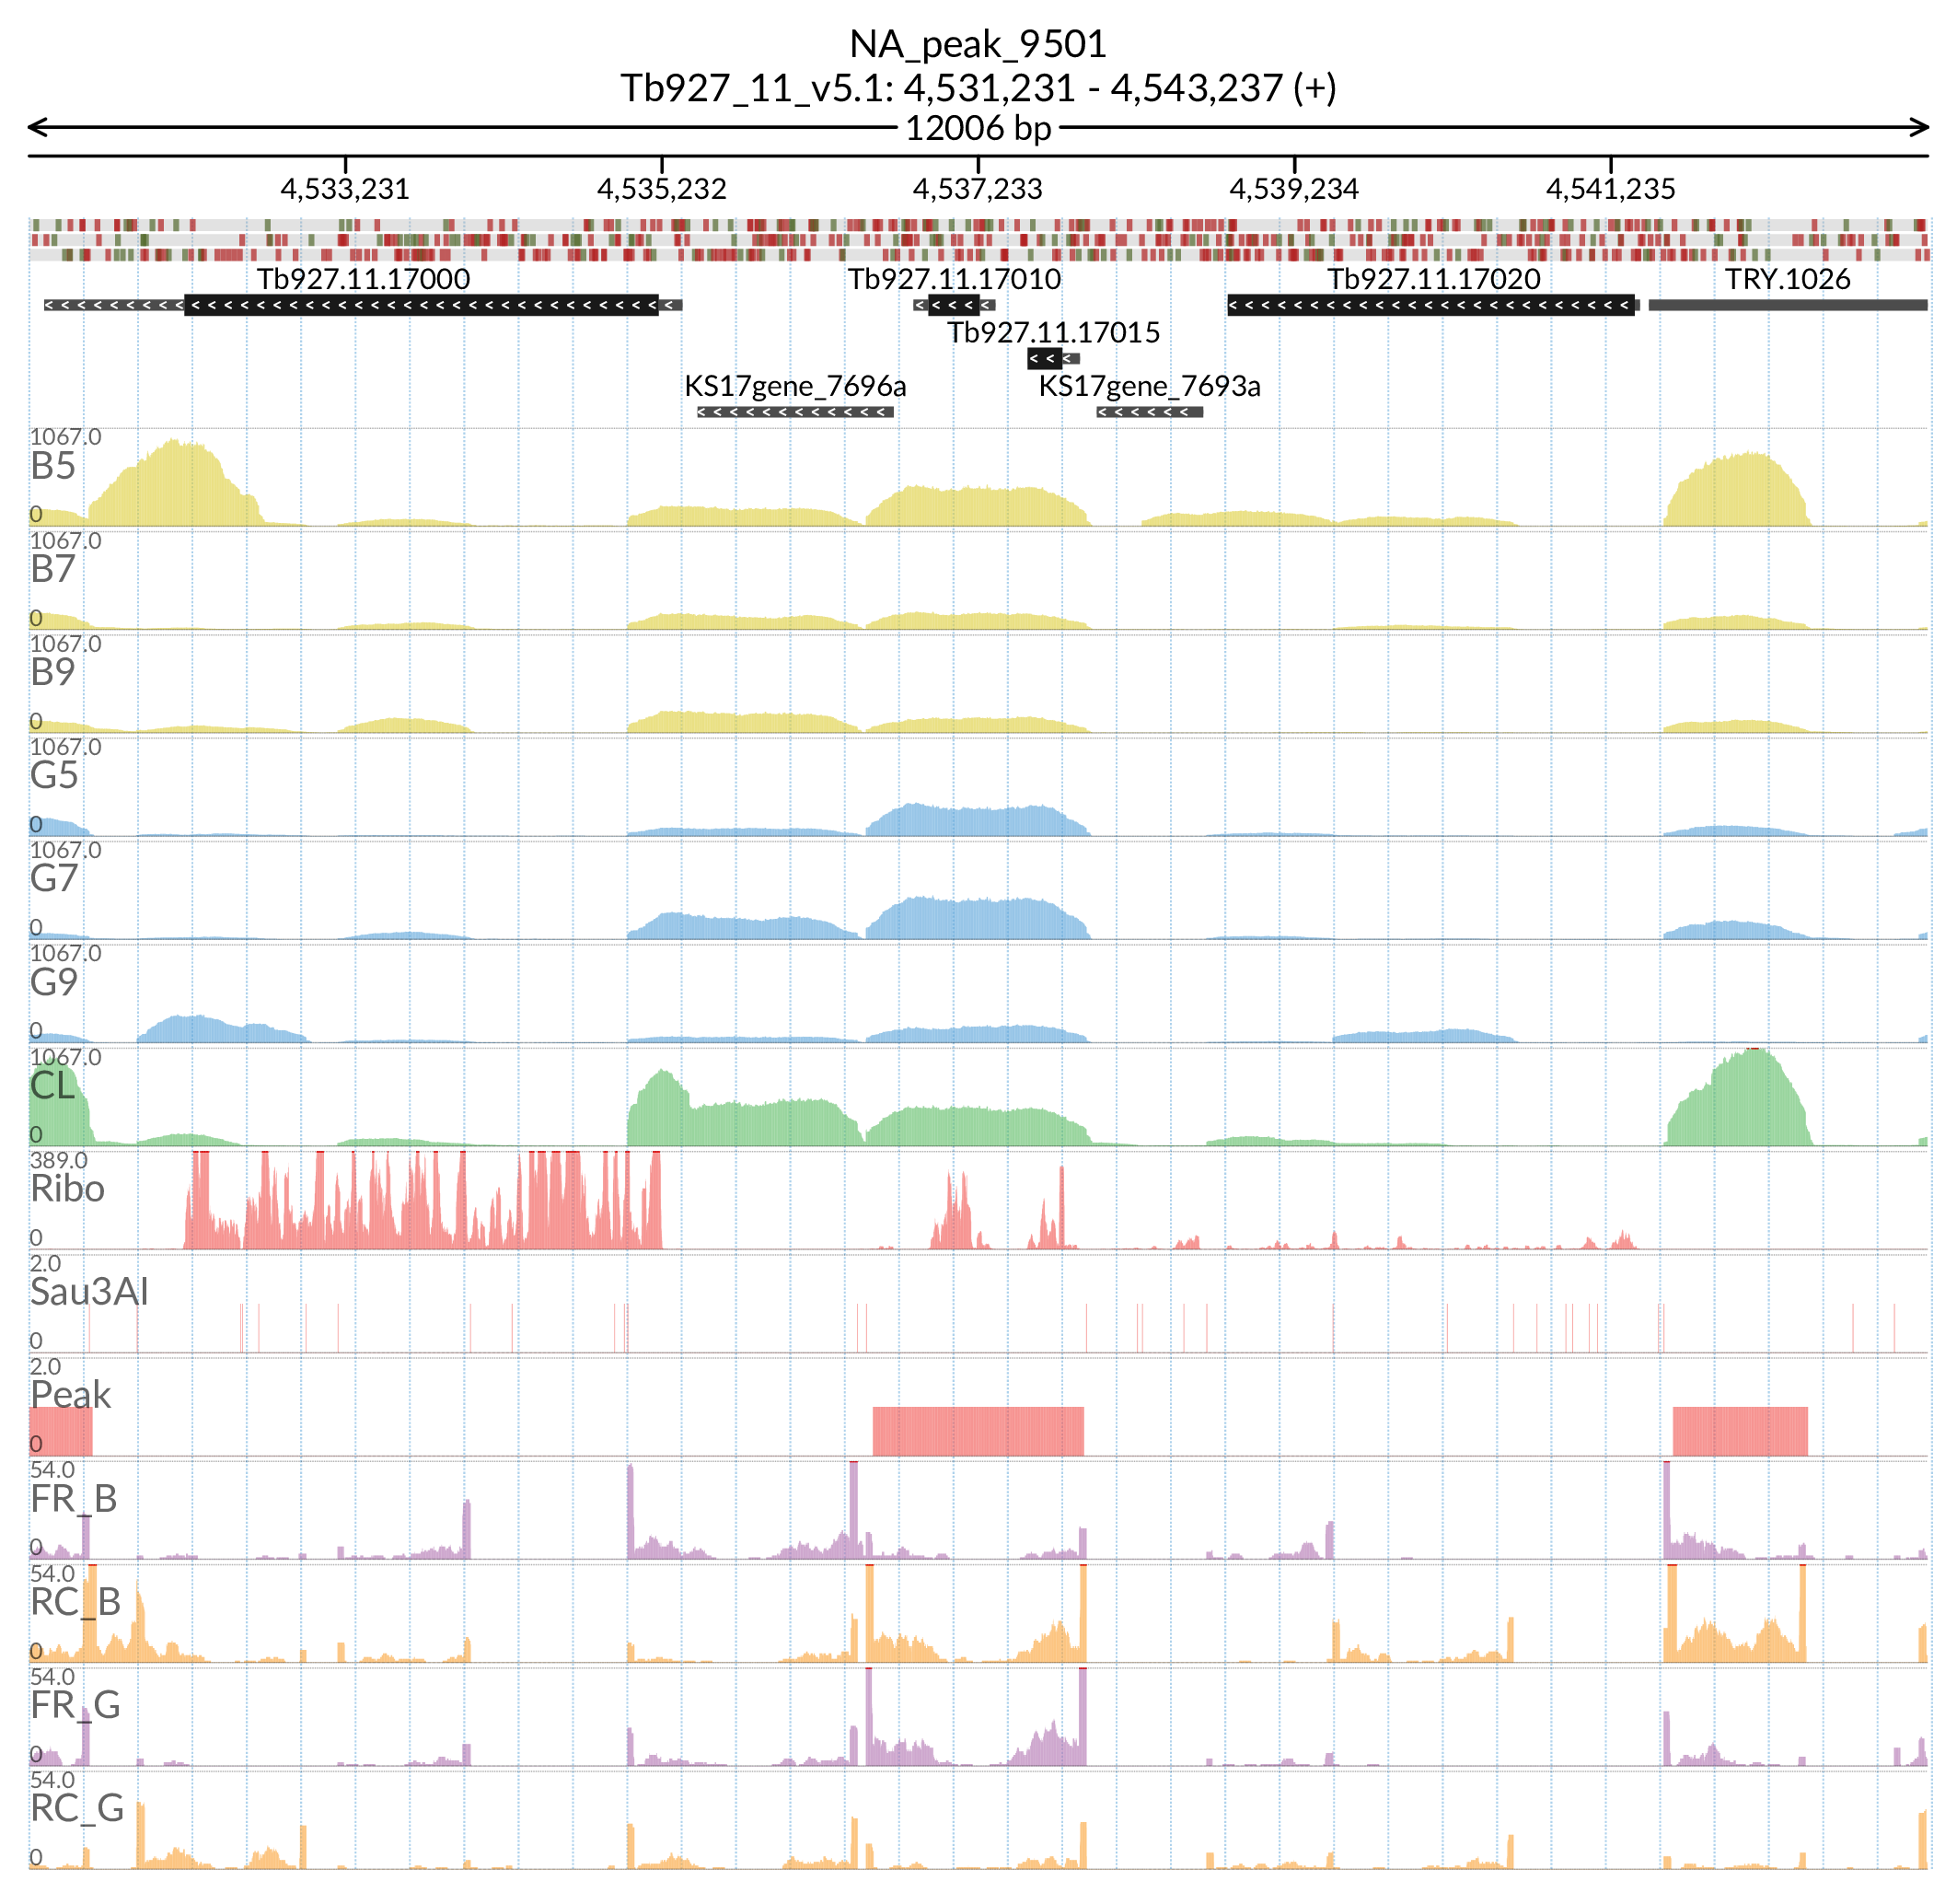 NA_peak_9501
Tb927_11_v5.1: 4,531,231 - 4,543,237 (+)
12006 bp
4,533,231 4,535,232 4,537,233 4,539,234 4,541,235
Tb927.11.17000 Tb927.11.17010 Tb927.11.17020 TRY.1026
Tb927.11.17015
KS17gene_7696a KS17gene_7693a
1067.0
B5
0
1067.0
B7
0
1067.0
B9
0
1067.0
G5
0
1067.0
G7
0
1067.0
G9
0
1067.0
CL
0
389.0
Ribo
0
2.0
Sau3AI
0
2.0
Peak
0
54.0
FR_B
0
54.0
RC_B
0
54.0
FR_G
0
54.0
RC_G
0